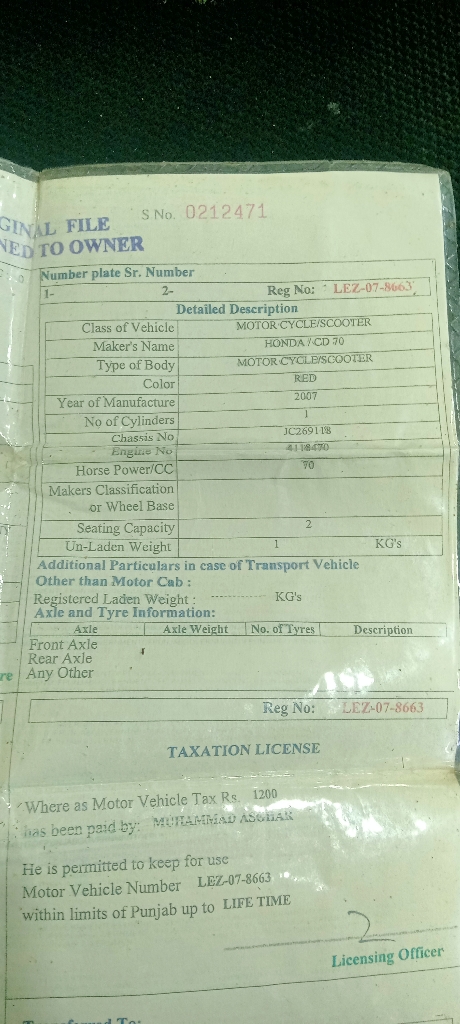 S No. 0212471
GINAL FILE
NED TO OWNER
Number plate Sr. Number
1- 2- Reg No: LEZ-07-8663
Detailed Description
Class of Vehicle MOTOR CYCLE/SCOOTER
Maker's Name HONDA / CD 70
Type of Body MOTOR CYCLE/SCOOTER
Color RED
Year of Manufacture 2007
No of Cylinders 1
Chassis No JC269118
Engine No 4118470
Horse Power/CC 70
Makers Classification
or Wheel Base
Seating Capacity 2
Un-Laden Weight 1 KG's
Additional Particulars in case of Transport Vehicle
Other than Motor Cab :
Registered Laden Weight : ------------ KG's
Axle and Tyre Information:
Axle Axle Weight No. of Tyres Description
Front Axle
Rear Axle
Any Other
Reg No: LEZ-07-8663
TAXATION LICENSE
Where as Motor Vehicle Tax Rs. 1200
has been paid by: MUHAMMAD ASGHAR
He is permitted to keep for use
Motor Vehicle Number LEZ-07-8663
within limits of Punjab up to LIFE TIME
Licensing Officer
Transferred To: